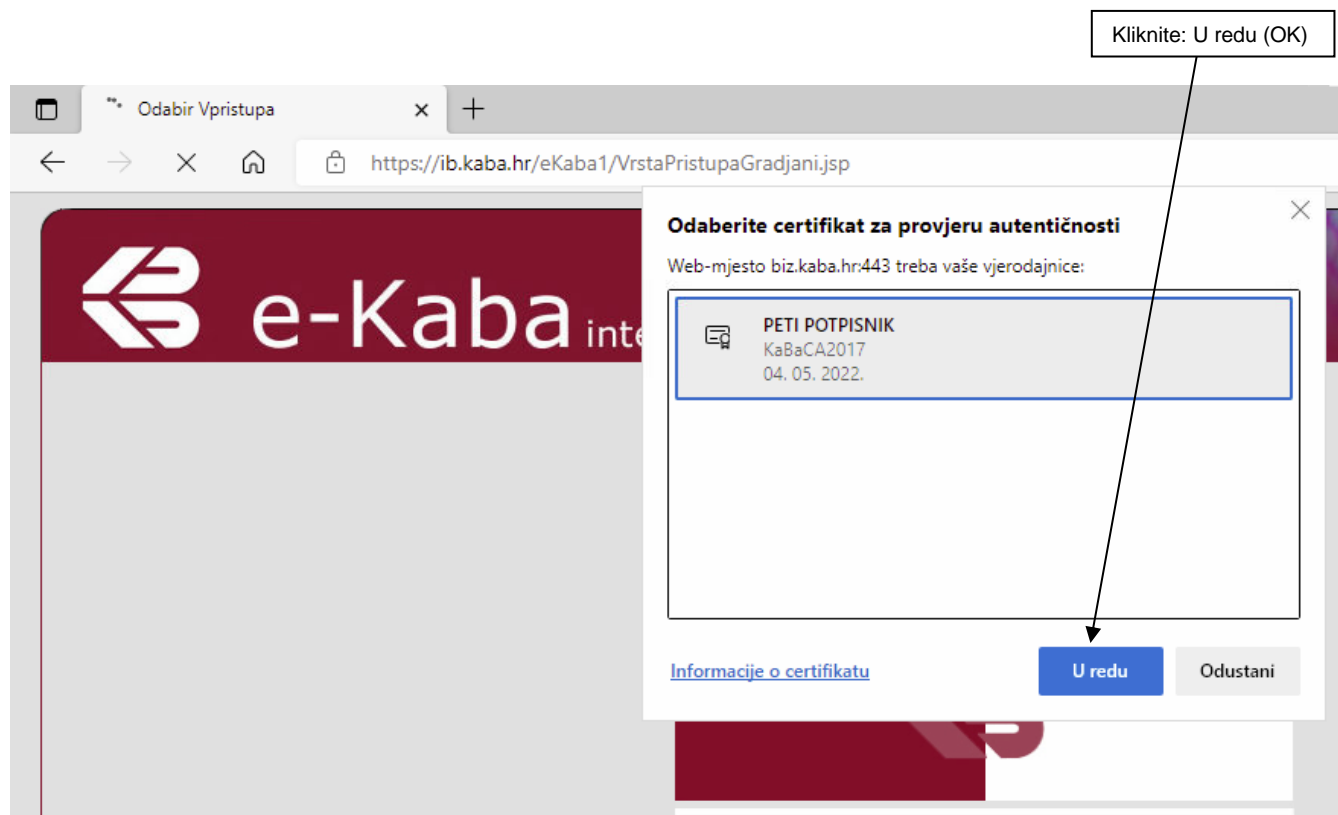 Kliknite: U redu (OK)
Odabir Vpristupa
https://ib.kaba.hr/eKaba1/VrstaPristupaGradjani.jsp
Odaberite certifikat za provjeru autentičnosti
Web-mjesto biz.kaba.hr:443 treba vaše vjerodajnice:
e-Kaba inte
PETI POTPISNIK
KaBaCA2017
04. 05. 2022.
Informacije o certifikatu
U redu
Odustani